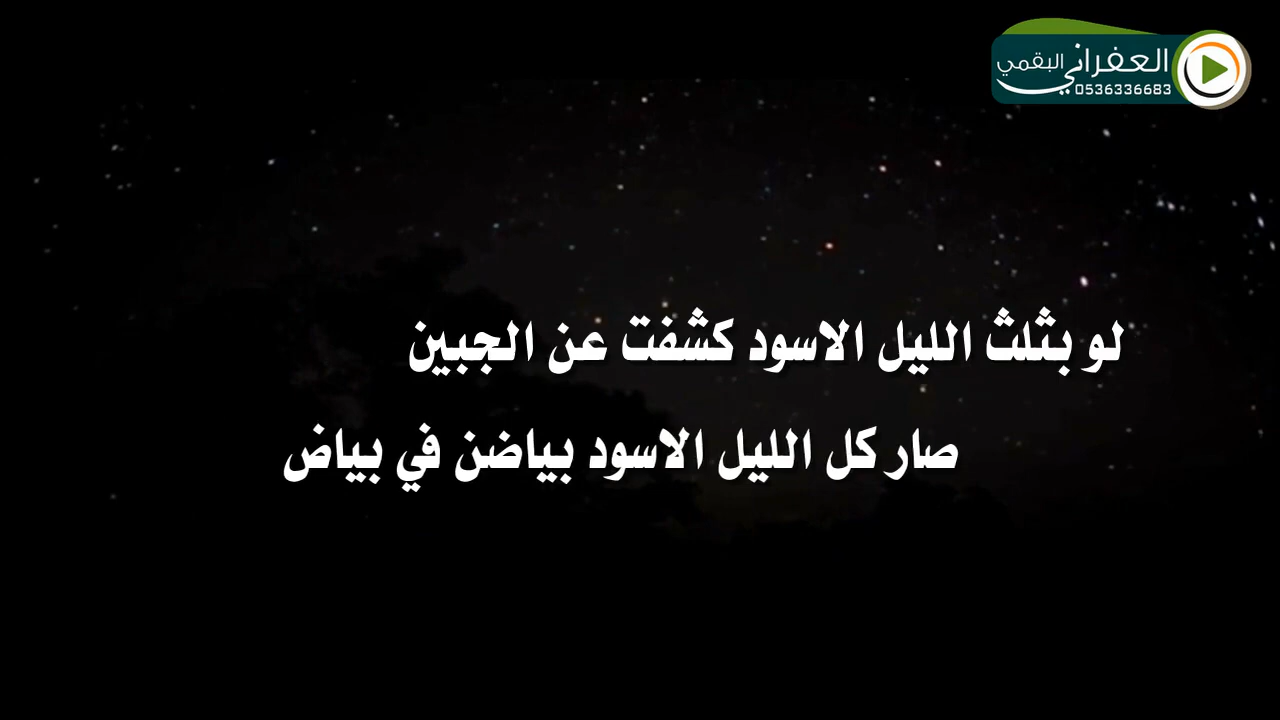 العفراني البقمي
0536336683
لو بثلث الليل الاسود كشفت عن الجبين
صار كل الليل الاسود بياضن في بياض